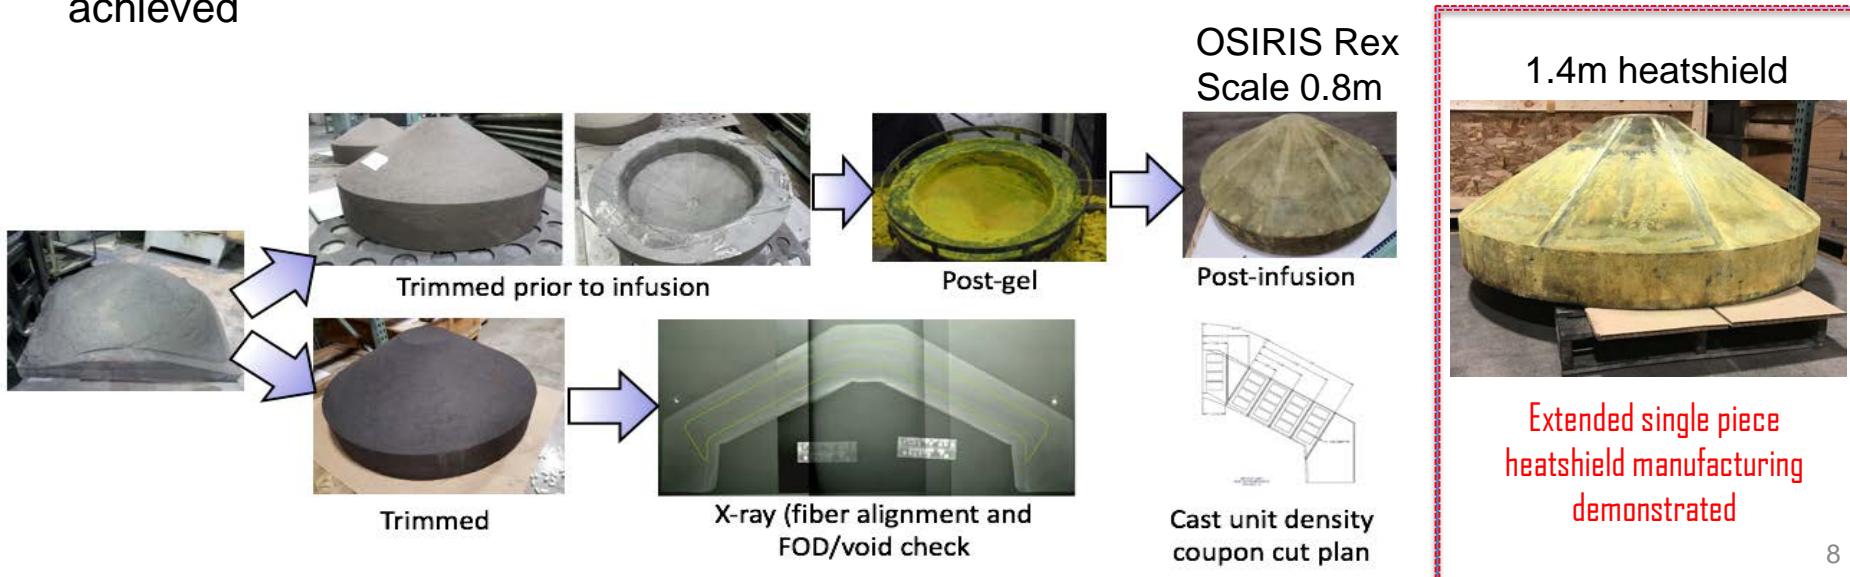 achieved
OSIRIS Rex
Scale 0.8m
1.4m heatshield
Trimmed prior to infusion
Post-gel
Post-infusion
Trimmed
X-ray (fiber alignment and
FOD/void check
Cast unit density
coupon cut plan
Extended single piece
heatshield manufacturing
demonstrated
8